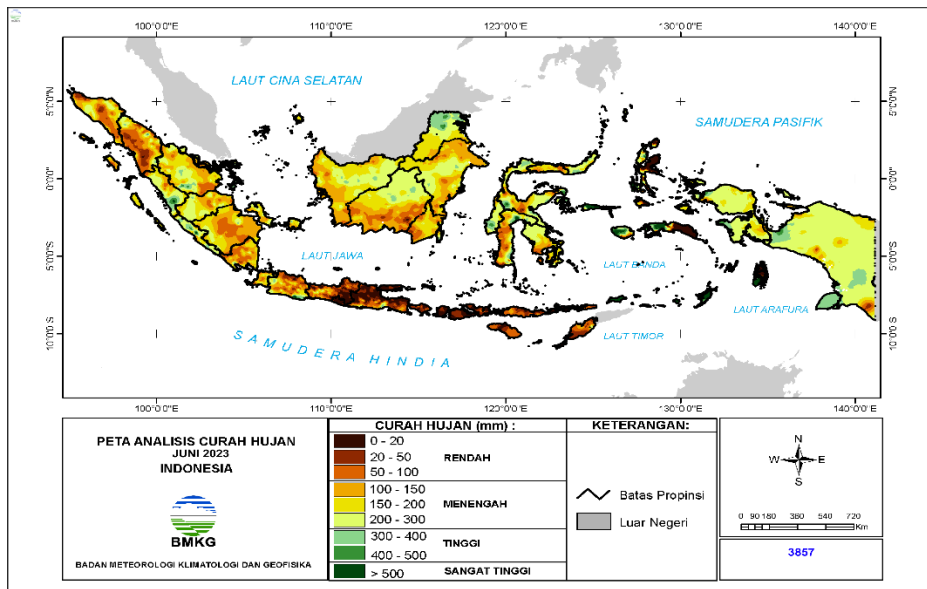 100°0'0"E 110°0'0"E 120°0'0"E 130°0'0"E 140°0'0"E
LAUT CINA SELATAN
SAMUDERA PASIFIK
5°0'0"N
0°0'0"
5°0'0"S
10°0'0"S
5°0'0"N
0°0'0"
5°0'0"S
10°0'0"S
LAUT JAWA
LAUT BANDA
LAUT ARAFURA
LAUT TIMOR
SAMUDERA HINDIA
100°0'0"E 110°0'0"E 120°0'0"E 130°0'0"E 140°0'0"E
PETA ANALISIS CURAH HUJAN
JUNI 2023
INDONESIA
BMKG
BADAN METEOROLOGI KLIMATOLOGI DAN GEOFISIKA
CURAH HUJAN (mm) :
0 - 20
20 - 50 RENDAH
50 - 100
100 - 150
150 - 200 MENENGAH
200 - 300
300 - 400 TINGGI
400 - 500
> 500 SANGAT TINGGI
KETERANGAN:
Batas Propinsi
Luar Negeri
N
W E
S
0 90 180 360 540 720
Km
3857